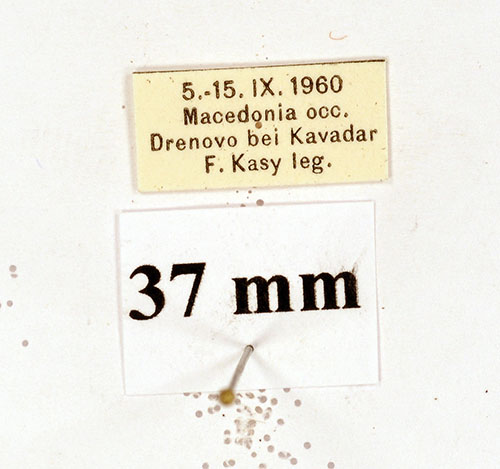 5.-15. IX. 1960
Macedonia occ.
Drenovo bei Kavadar
F. Kasy leg.
37 mm